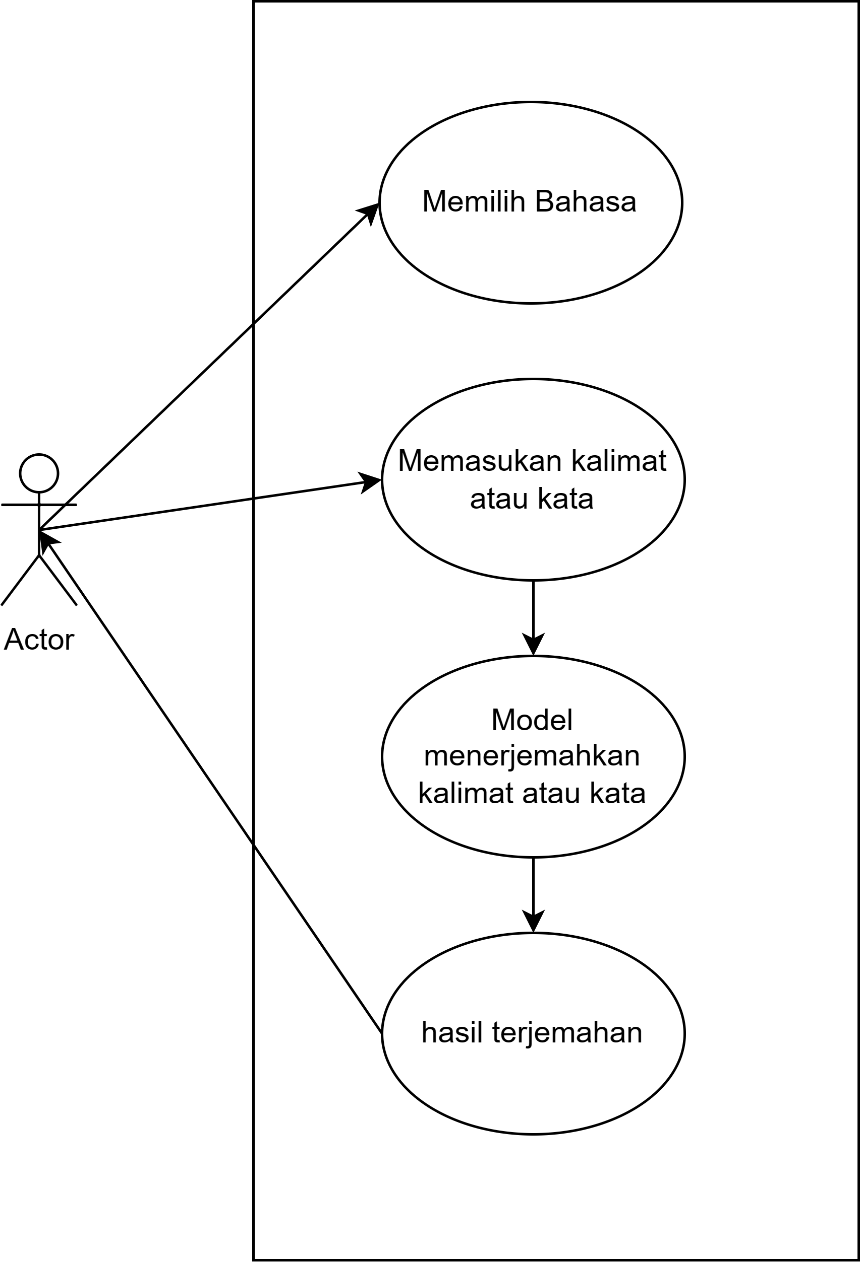 Memilih Bahasa
Memasukan kalimat
atau kata
Actor
Model
menerjemahkan
kalimat atau kata
hasil terjemahan